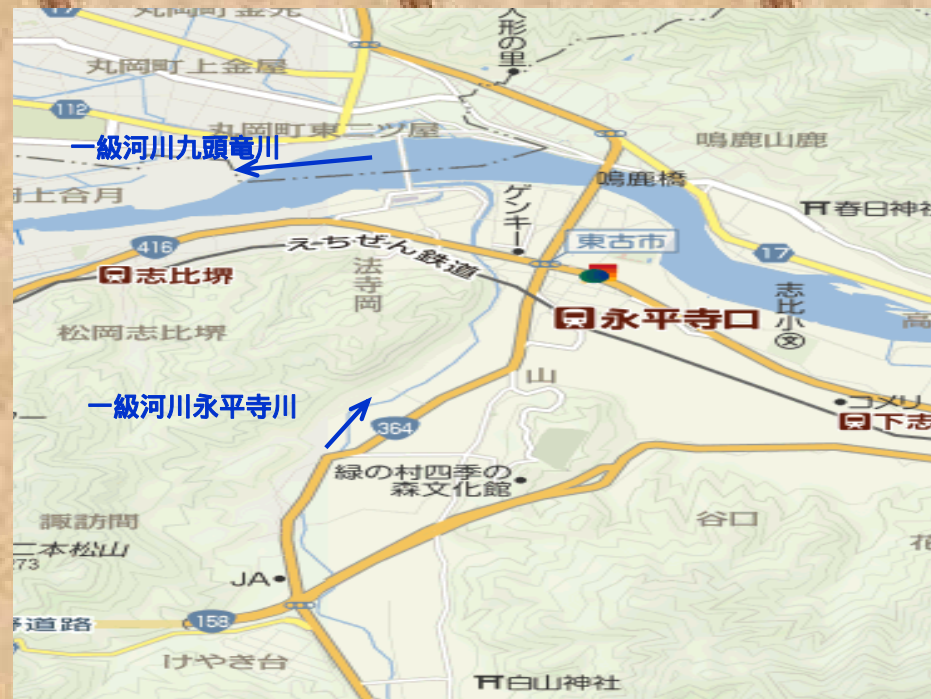 17
人形の里
丸岡町上金屋
112
丸岡町東二ツ屋
一級河川九頭竜川
鳴鹿山鹿
鳴鹿橋
上合月
ゲンキー
春日神社
416
えちぜん鉄道
東古市
17
志比堺
法寺岡
志比小
文
永平寺口
松岡志比堺
山
コメリ
下志
一級河川永平寺川
364
緑の村四季の
森文化館
諏訪間
谷口
二本松山
273
JA
158
道路
けやき台
白山神社